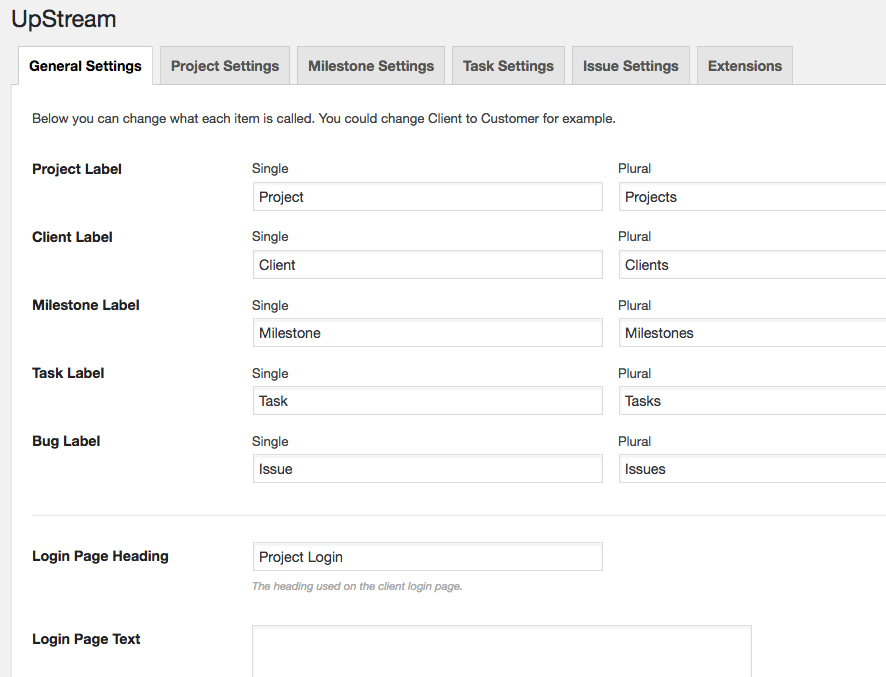 UpStream
General Settings Project Settings Milestone Settings Task Settings Issue Settings Extensions
Below you can change what each item is called. You could change Client to Customer for example.
Project Label Single Plural
Project Projects
Client Label Single Plural
Client Clients
Milestone Label Single Plural
Milestone Milestones
Task Label Single Plural
Task Tasks
Bug Label Single Plural
Issue Issues
Login Page Heading Project Login
The heading used on the client login page.
Login Page Text